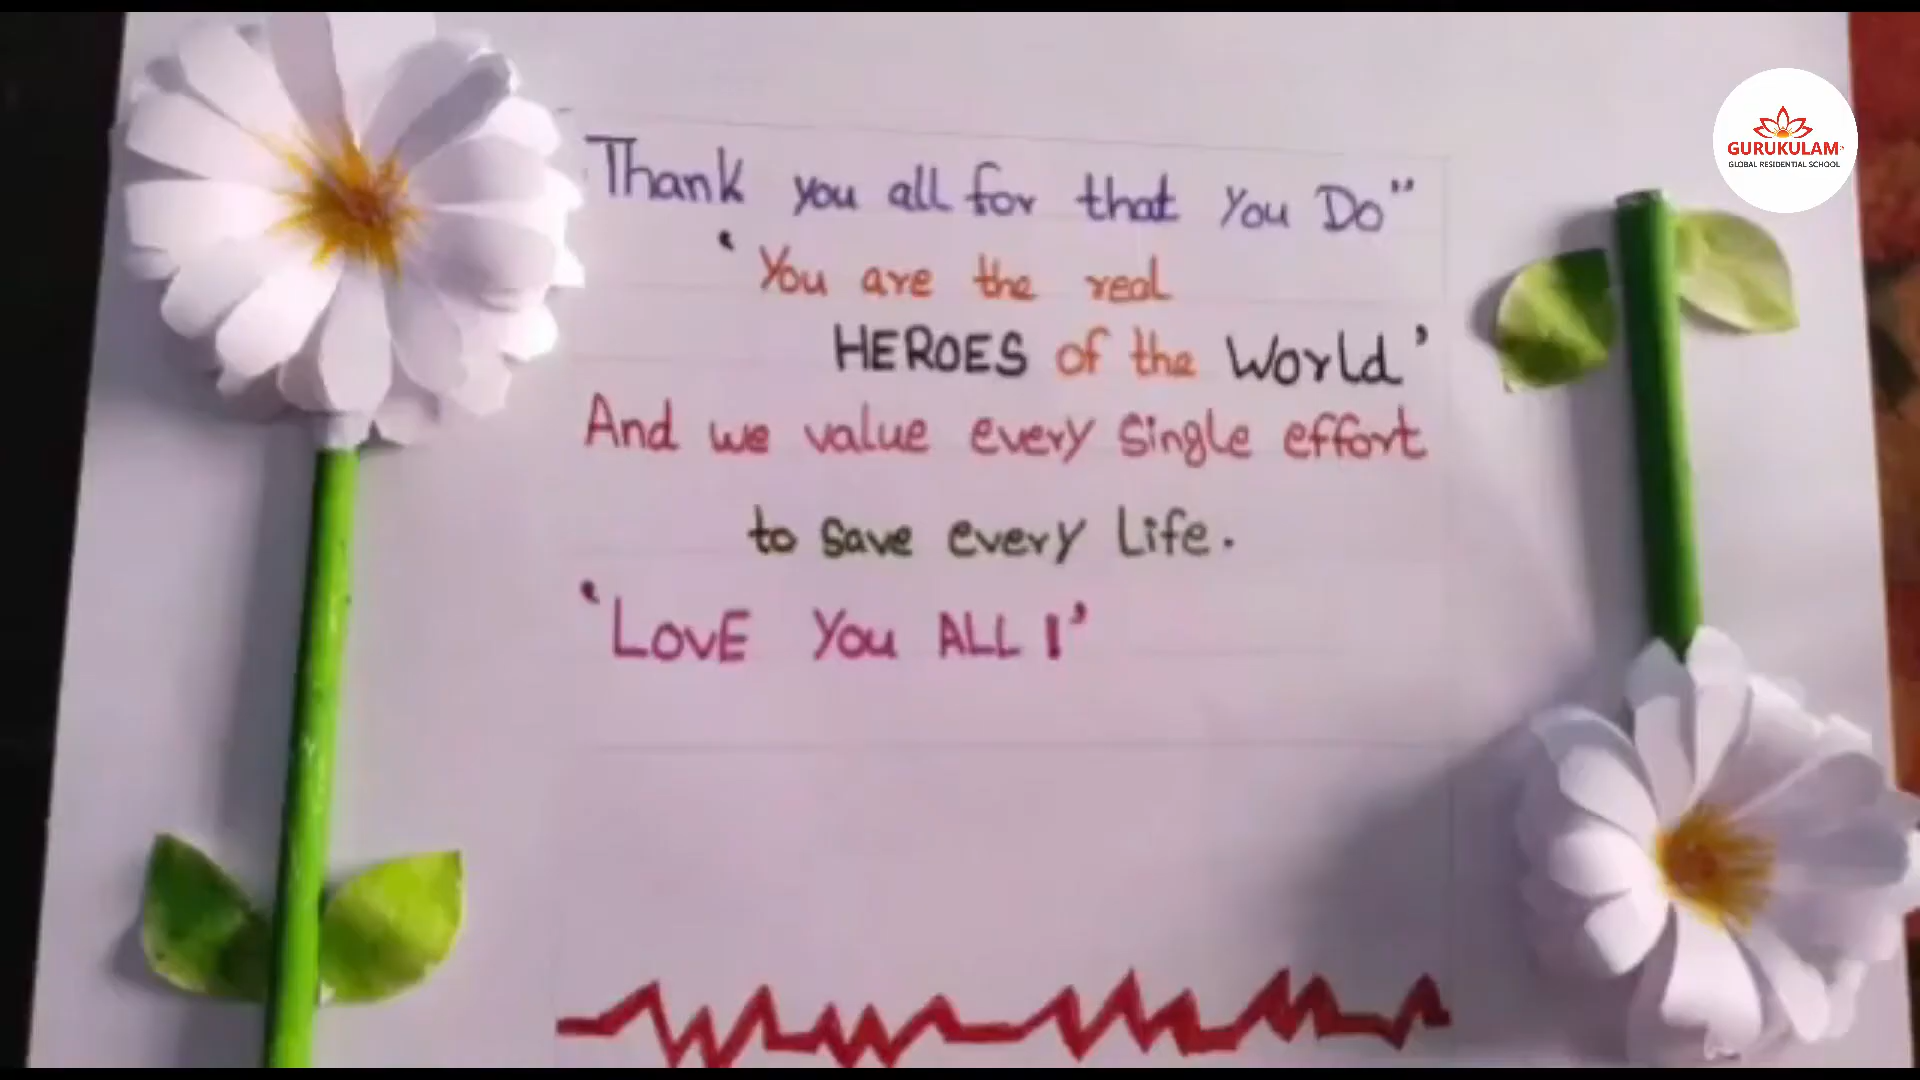 Thank you all for that You Do"
'You are the real
HEROES of the World'
And we value every single effort
to save every life.
'LOVE You ALL !'
GURUKULAM
GLOBAL RESIDENTIAL SCHOOL